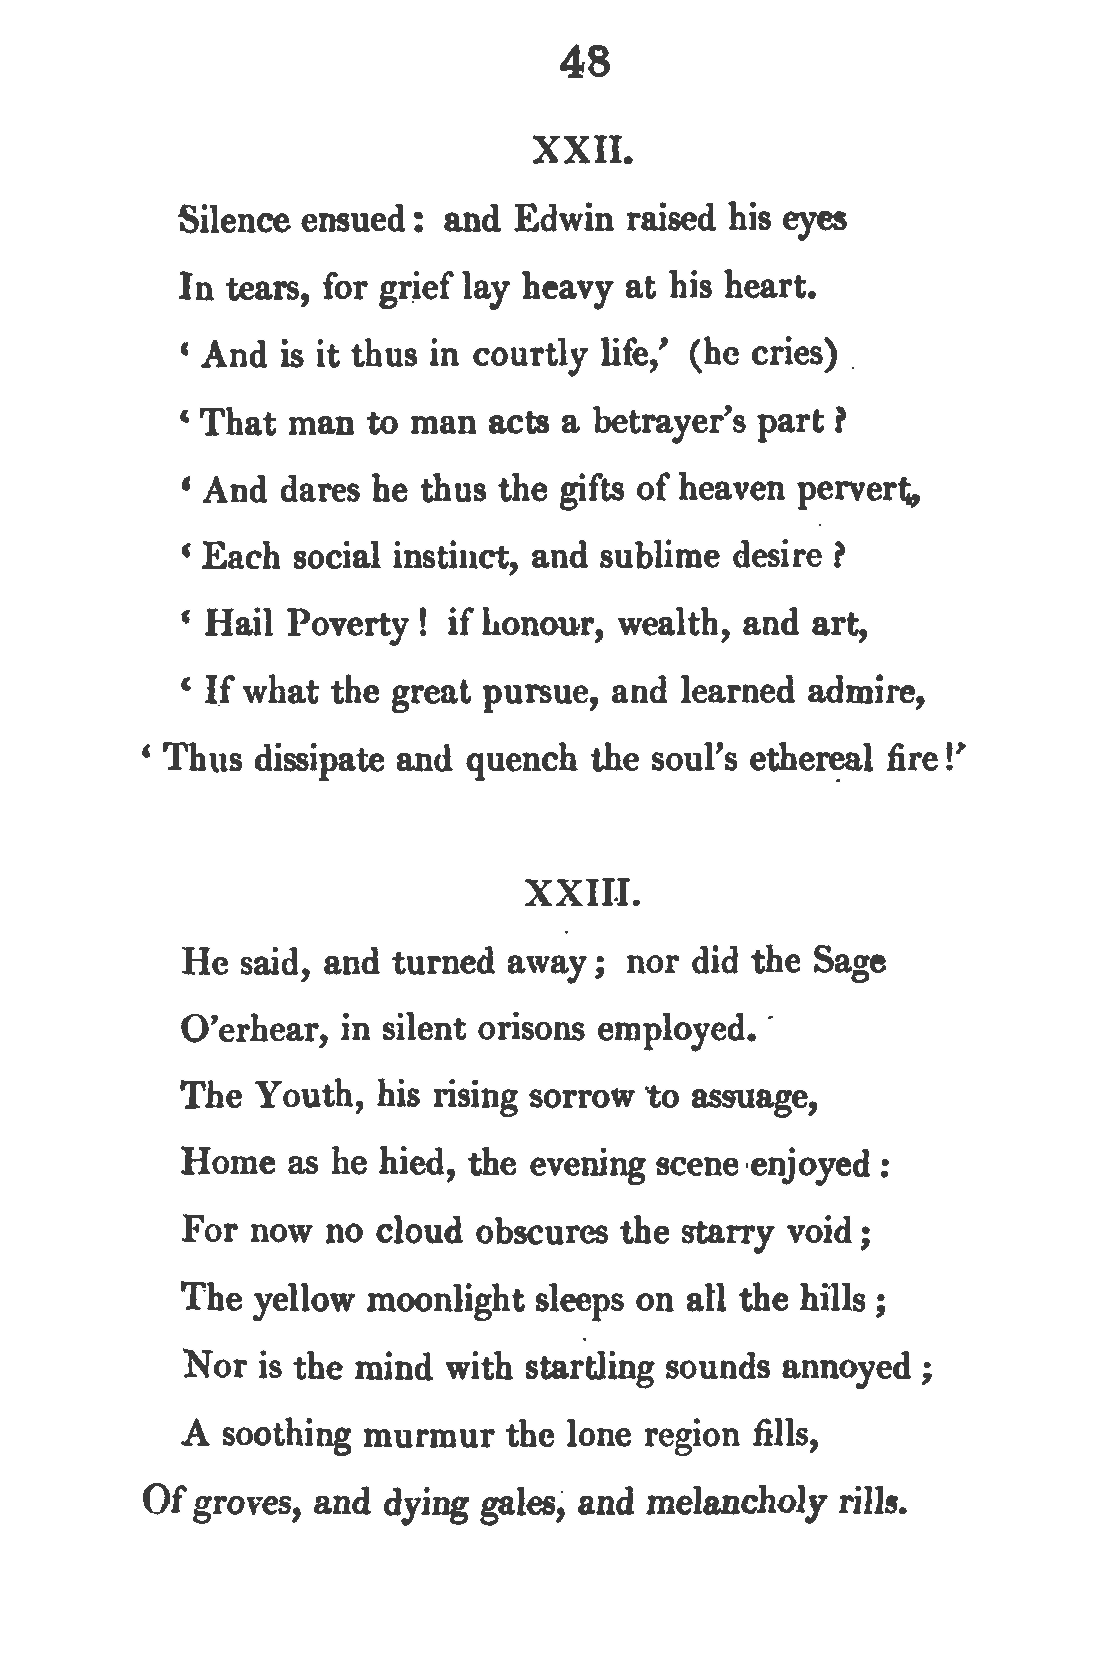 48
XXII.
Silence ensued: and Edwin raised his eyes
In tears, for grief lay heavy at his heart.
‘ And is it thus in courtly life,’ (he cries)
‘ That man to man acts a betrayer’s part ?
‘ And dares he thus the gifts of heaven pervert,
‘ Each social instinct, and sublime desire ?
‘ Hail Poverty ! if honour, wealth, and art,
‘ If what the great pursue, and learned admire,
‘ Thus dissipate and quench the soul’s ethereal fire !’
XXIII.
He said, and turned away ; nor did the Sage
O’erhear, in silent orisons employed.
The Youth, his rising sorrow to assuage,
Home as he hied, the evening scene enjoyed :
For now no cloud obscures the starry void ;
The yellow moonlight sleeps on all the hills ;
Nor is the mind with startling sounds annoyed ;
A soothing murmur the lone region fills,
Of groves, and dying gales, and melancholy rills.